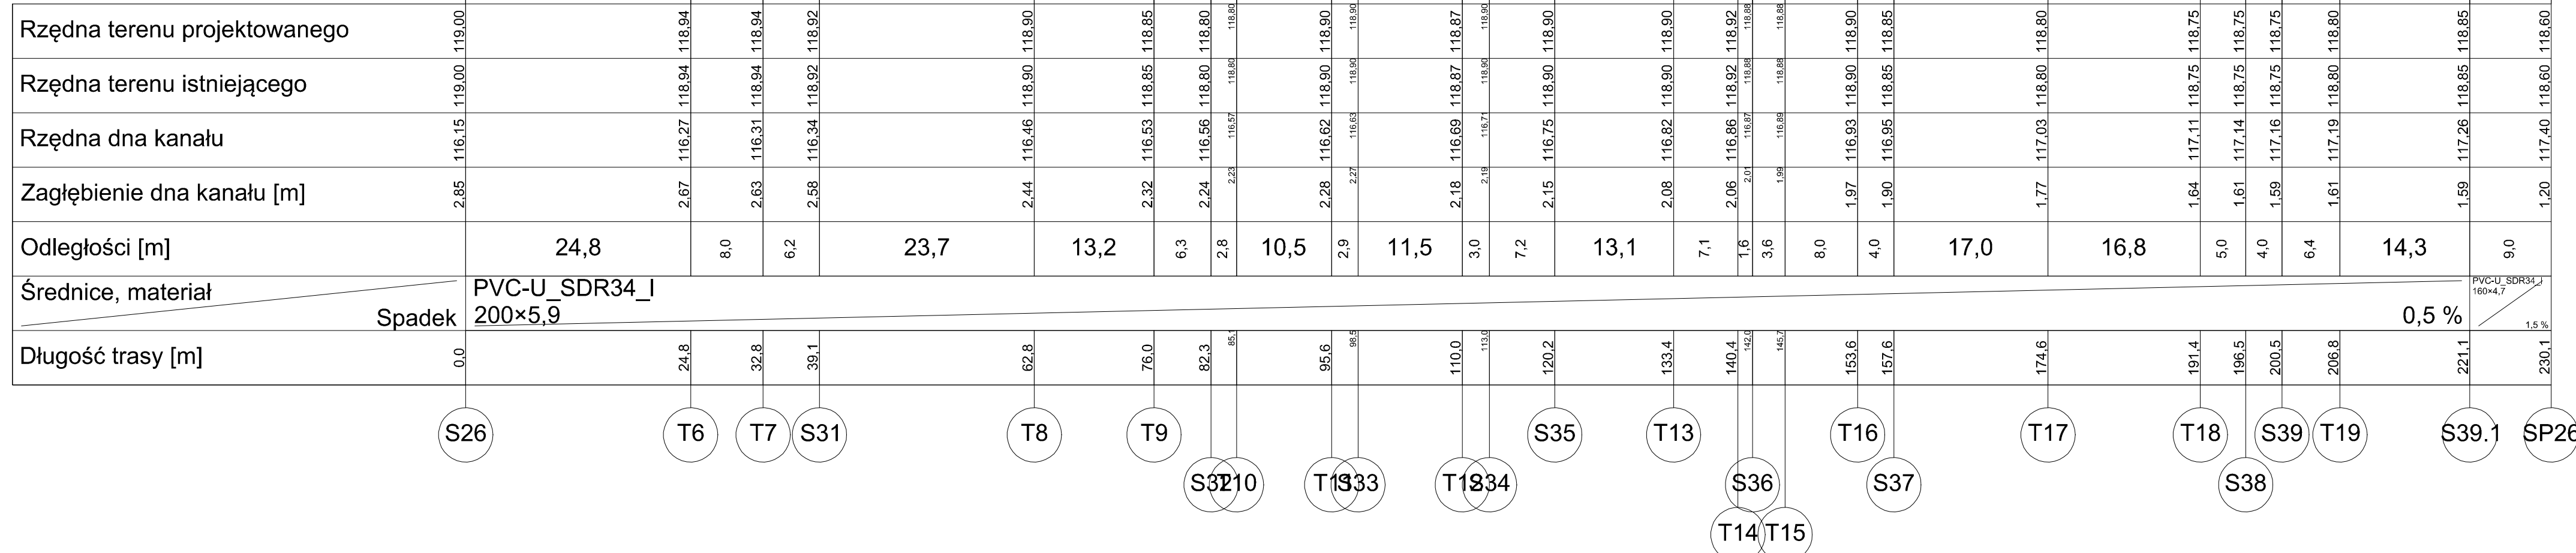 Rzędna terenu projektowanego 119,00 118,94 118,94 118,92 118,90 118,85 118,80 118,80 118,90 118,90 118,87 118,90 118,90 118,90 118,92 118,88 118,88 118,90 118,85 118,80 118,75 118,75 118,75 118,80 118,85 118,60
Rzędna terenu istniejącego 119,00 118,94 118,94 118,92 118,90 118,85 118,80 118,80 118,90 118,90 118,87 118,90 118,90 118,90 118,92 118,88 118,88 118,90 118,85 118,80 118,75 118,75 118,75 118,80 118,85 118,60
Rzędna dna kanału 116,15 116,27 116,31 116,34 116,46 116,53 116,56 116,57 116,62 116,63 116,69 116,71 116,75 116,82 116,86 116,87 116,89 116,93 116,95 117,03 117,11 117,14 117,16 117,19 117,26 117,40
Zagłębienie dna kanału [m] 2,85 2,67 2,63 2,58 2,44 2,32 2,24 2,23 2,28 2,27 2,18 2,19 2,15 2,08 2,06 2,01 1,99 1,97 1,90 1,77 1,64 1,61 1,59 1,61 1,59 1,20
Odległości [m] 24,8 8,0 6,2 23,7 13,2 6,3 2,8 10,5 2,9 11,5 3,0 7,2 13,1 7,1 1,6 3,6 8,0 4,0 17,0 16,8 5,0 4,0 6,4 14,3 9,0
Średnice, materiał PVC-U_SDR34_I PVC-U_SDR34_I
160×4,7
Spadek 200×5,9 0,5 % 1,5 %
Długość trasy [m] 0,0 24,8 32,8 39,1 62,8 76,0 82,3 85,1 95,6 98,5 110,0 113,0 120,2 133,4 140,4 142,0 145,7 153,6 157,6 174,6 191,4 196,5 200,5 206,8 221,1 230,1
S26 T6 T7 S31 T8 T9 S35 T13 T16 T17 T18 S39 T19 S39.1 SP26
S32 T10 T11 S33 T12 S34 S36 S37 S38
T14 T15